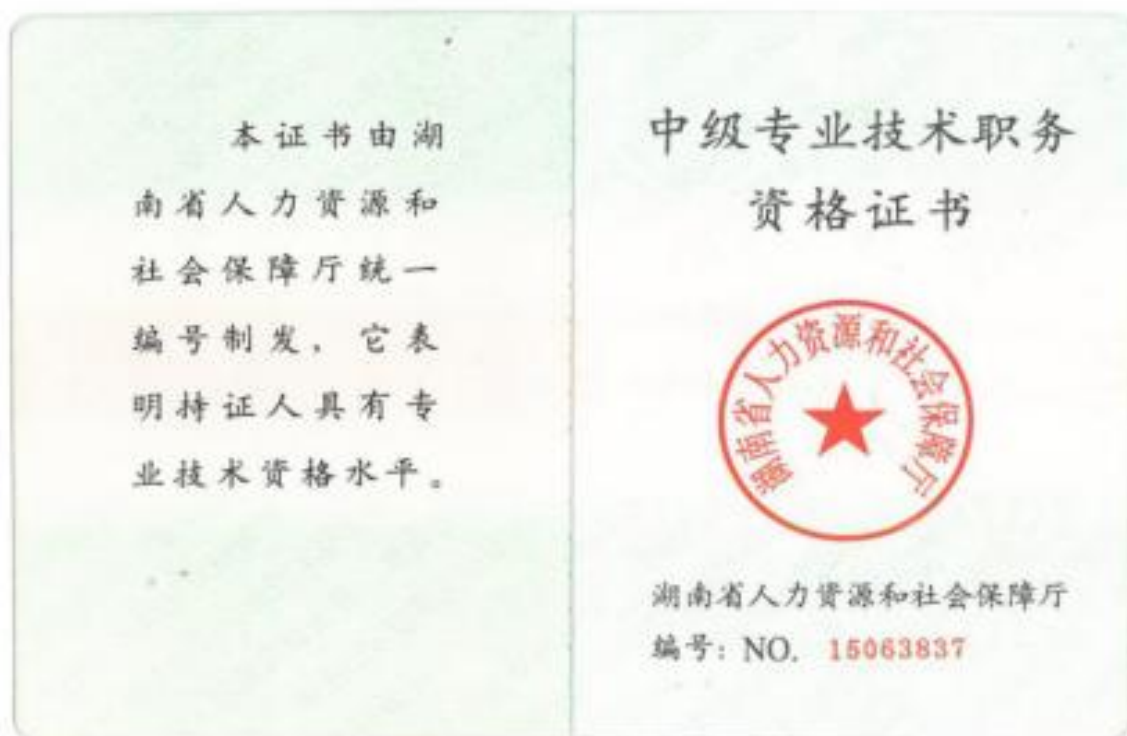 本证书由湖
南省人力资源和
社会保障厅统一
编号制发，它表
明持证人具有专
业技术资格水平。
中级专业技术职务
资格证书
湖南省人力资源和社会保障厅
湖南省人力资源和社会保障厅
编号：NO. 15063837